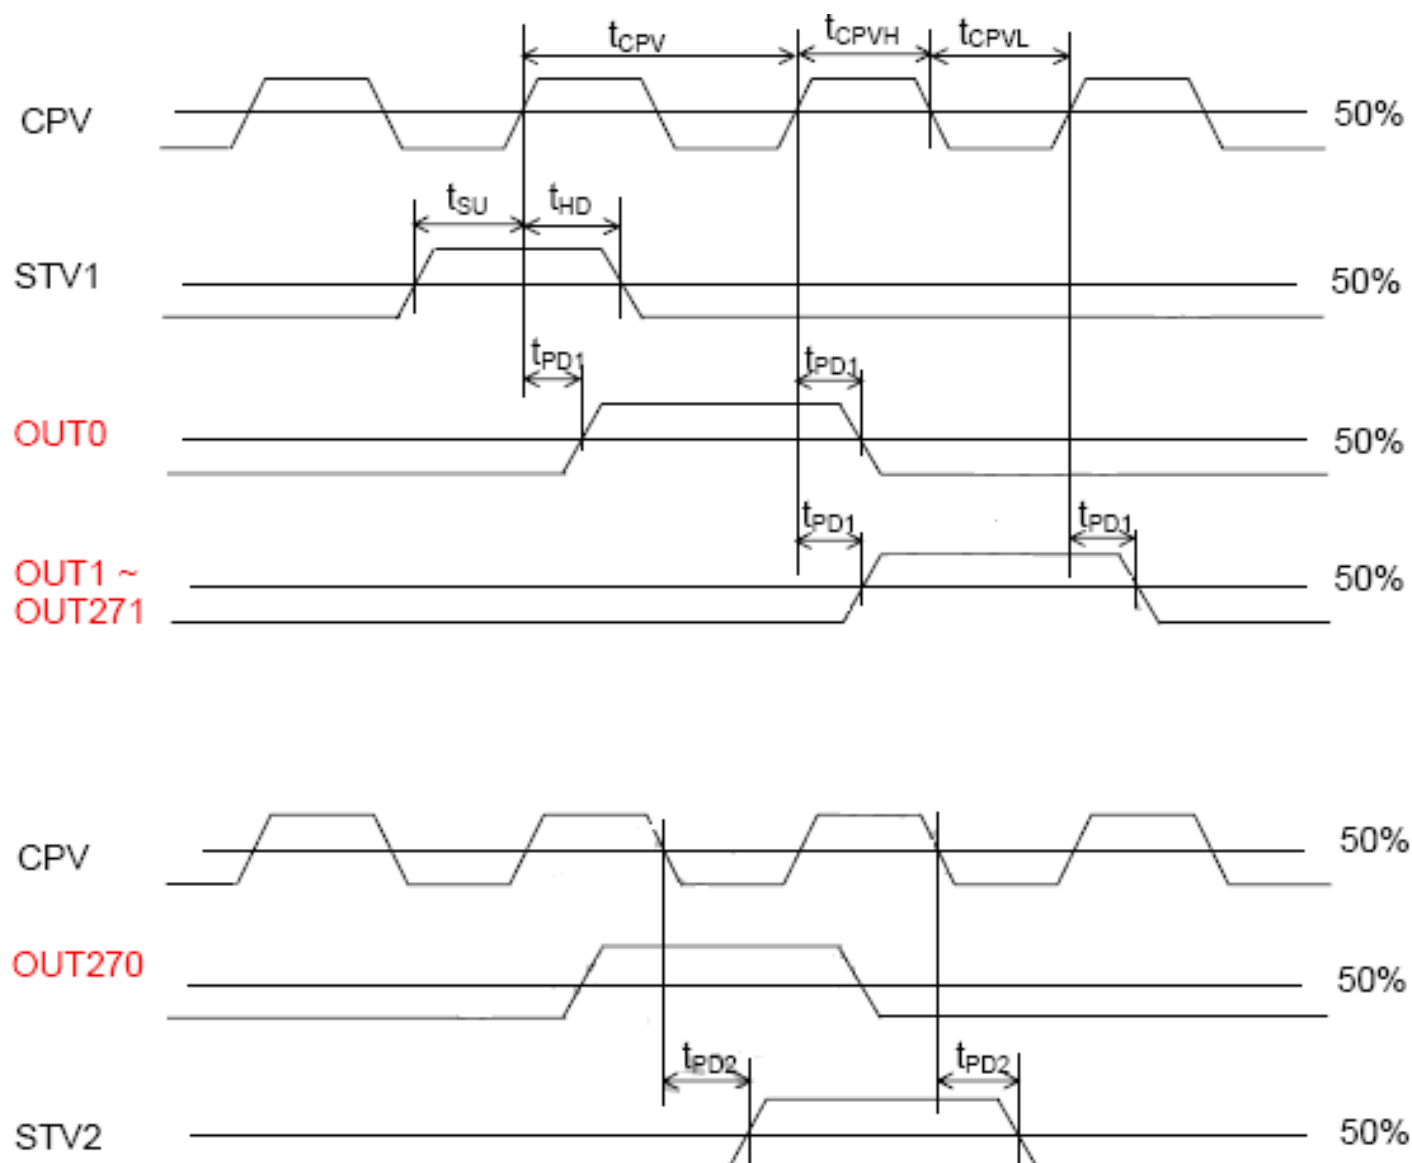 tCPV tCPVH tCPVL
CPV 50%
tSU tHD
STV1 50%
tPD1 tPD1
OUT0 50%
tPD1 tPD1
OUT1 ~ 50%
OUT271
CPV 50%
OUT270 50%
tPD2 tPD2
STV2 50%